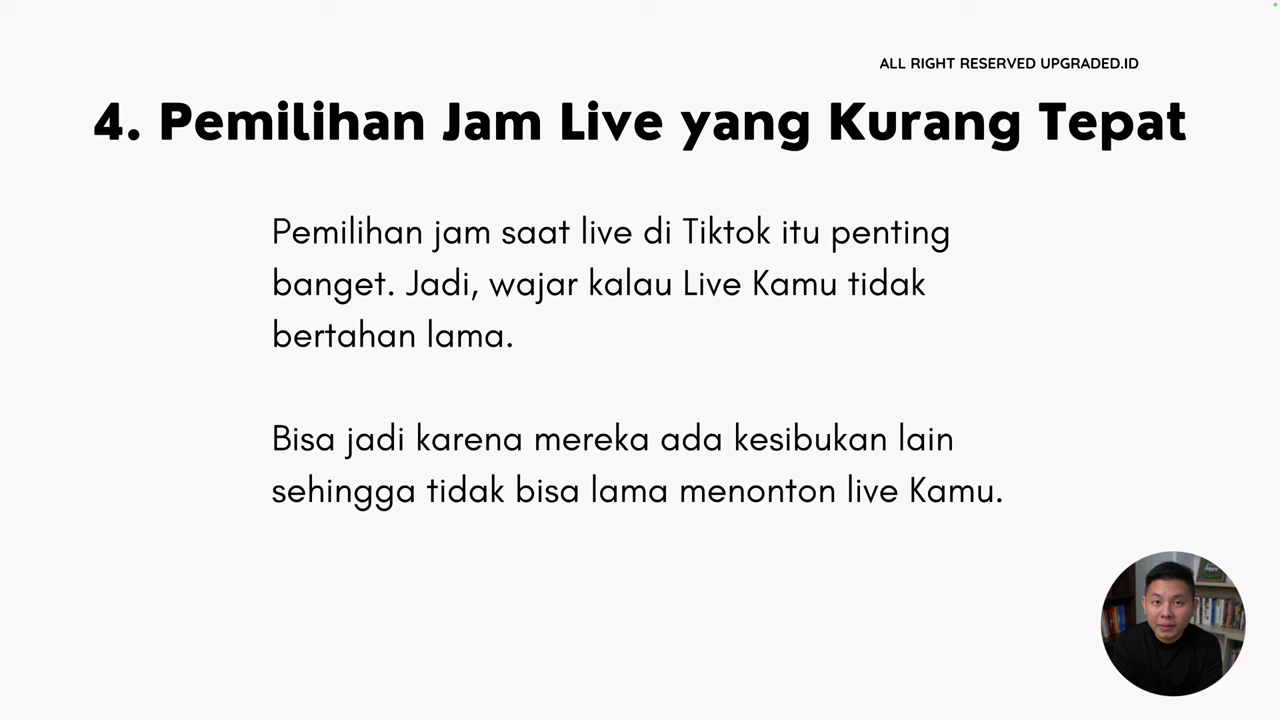 ALL RIGHT RESERVED UPGRADED.ID
4. Pemilihan Jam Live yang Kurang Tepat
Pemilihan jam saat live di Tiktok itu penting
banget. Jadi, wajar kalau Live Kamu tidak
bertahan lama.
Bisa jadi karena mereka ada kesibukan lain
sehingga tidak bisa lama menonton live Kamu.